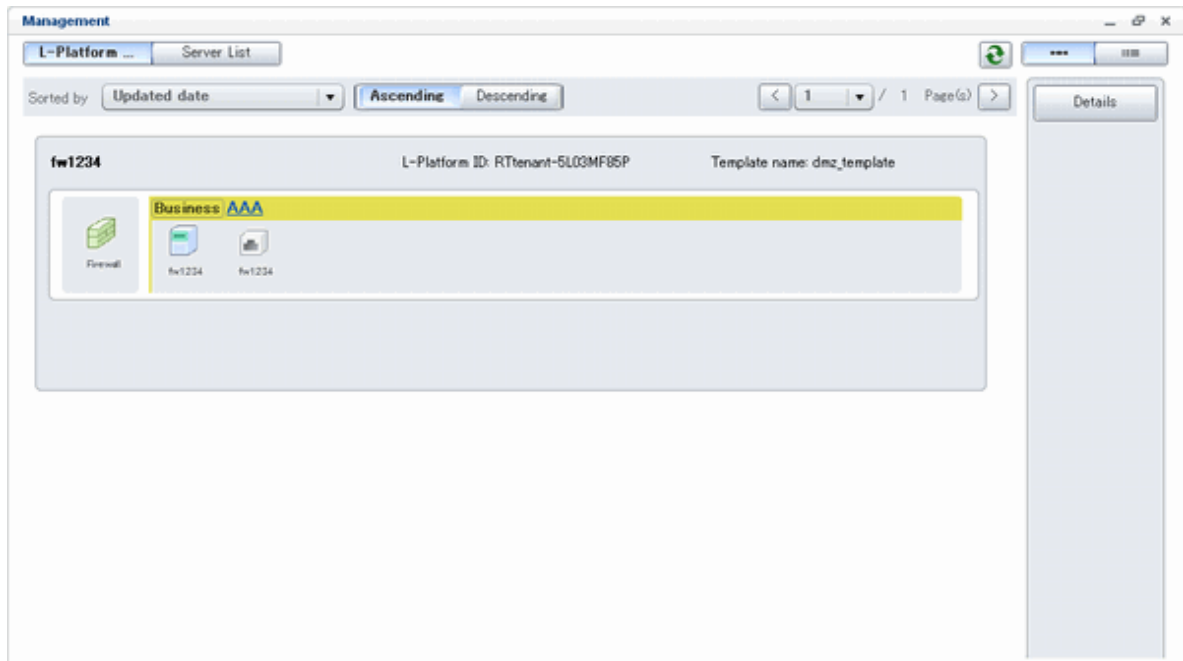 Management
L-Platform ... Server List
Sorted by Updated date Ascending Descending < 1 / 1 Page(s) > Details
fw1234 L-Platform ID: RTtenant-5L03MF85P Template name: dmz_template
Business AAA
Firewall fw1234 fw1234